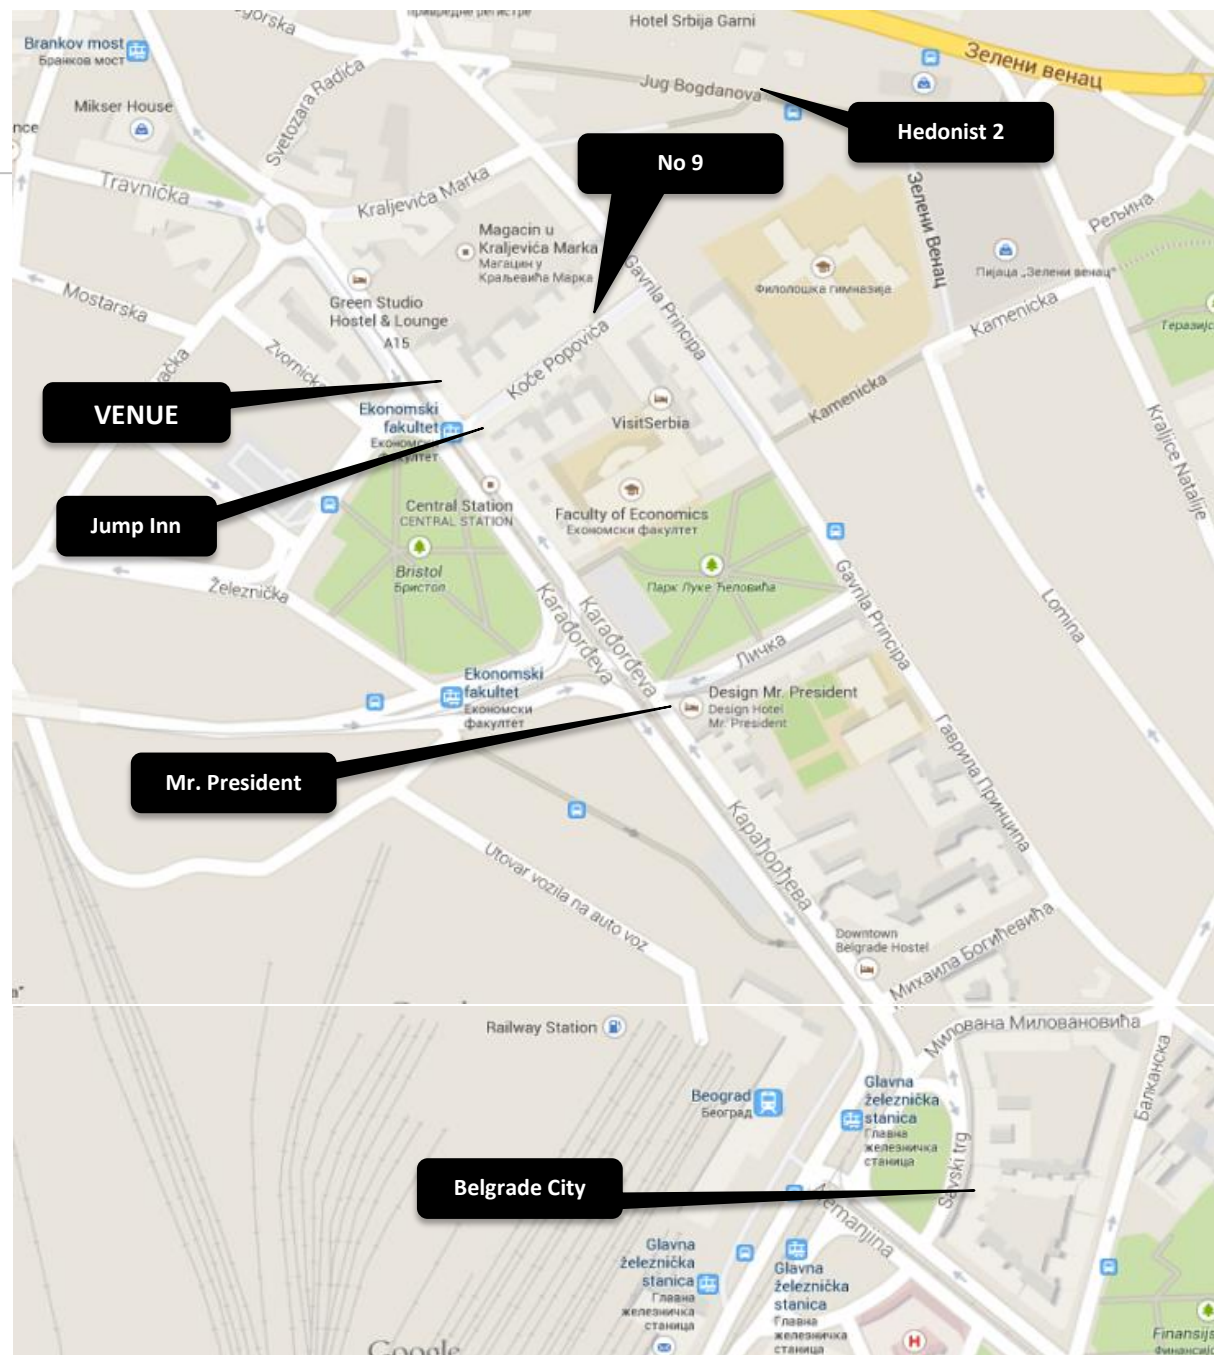 Hotel Srbija Garni
Brankov most
Бранков мост
Зелени венац
Svetozara Radića
Jug Bogdanova
Mikser House
Hedonist 2
No 9
Travnička
Kraljevića Marka
Зелени Венац
Рељина
Magacin u
Kraljevića Marka
Магацин у
Краљевића Марка
Gavrila Principa
Филолошка гимназија
Пијаца „Зелени венац"
Mostarska
Green Studio
Hostel & Lounge
A15
Kamenicka
Zvornička
Koče Popovića
VENUE
Kamenicka
Ekonomski
fakultet
Економски
факултет
VisitSerbia
Kraljice Natalije
Jump Inn
Central Station
CENTRAL STATION
Faculty of Economics
Економски факултет
Bristol
Бристол
Парк Луке Ћеловића
Gavrila Principa
Železnička
Karađorđeva
Karađorđeva
Lomina
Личка
Ekonomski
fakultet
Економски
факултет
Design Mr. President
Design Hotel
Mr. President
Гаврила Принципа
Mr. President
Карађорђева
Utovar vozila na auto voz
Downtown
Belgrade Hostel
Михаила Богићевића
Railway Station
Милована Миловановића
Beograd
Београд
Glavna
železnička
stanica
Главна
железничка
станица
Балканска
Savski trg
Belgrade City
Nemanjina
Glavna
železnička
stanica
Главна
железничка
станица
Glavna
železnička
stanica
Главна
железничка
станица
H
Finansijs
Google